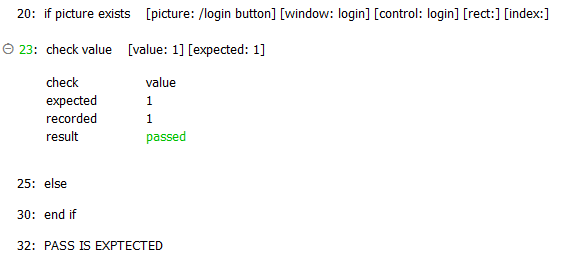 20: if picture exists [picture: /login button] [window: login] [control: login] [rect:] [index:]
23: check value [value: 1] [expected: 1]
check value
expected 1
recorded 1
result passed
25: else
30: end if
32: PASS IS EXPTECTED